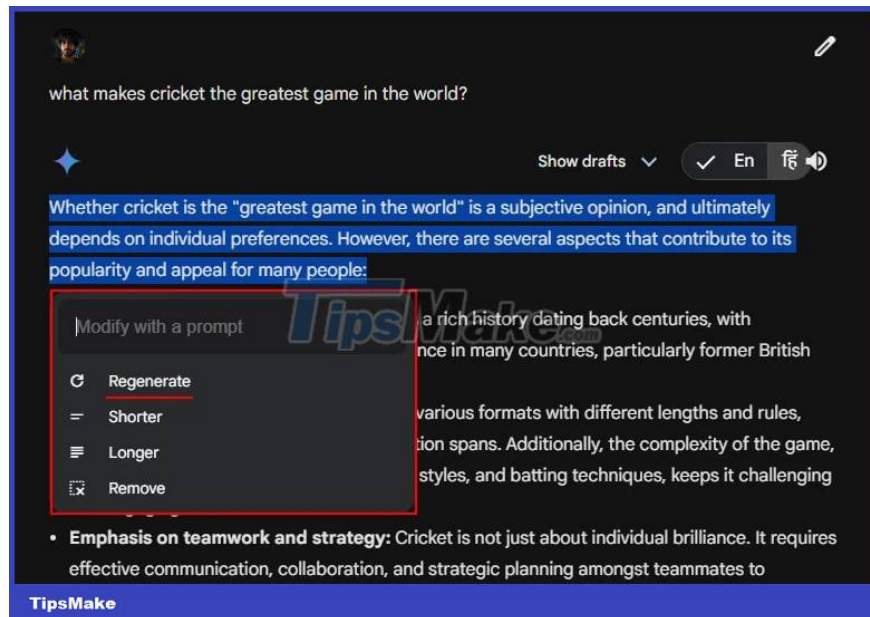 what makes cricket the greatest game in the world?
Show drafts En हिं
Whether cricket is the "greatest game in the world" is a subjective opinion, and ultimately
depends on individual preferences. However, there are several aspects that contribute to its
popularity and appeal for many people:
TipsMake.com
Modify with a prompt
a rich history dating back centuries, with
nce in many countries, particularly former British
Regenerate
Shorter
various formats with different lengths and rules,
Longer
tion spans. Additionally, the complexity of the game,
styles, and batting techniques, keeps it challenging
Remove
• Emphasis on teamwork and strategy: Cricket is not just about individual brilliance. It requires
effective communication, collaboration, and strategic planning amongst teammates to
TipsMake